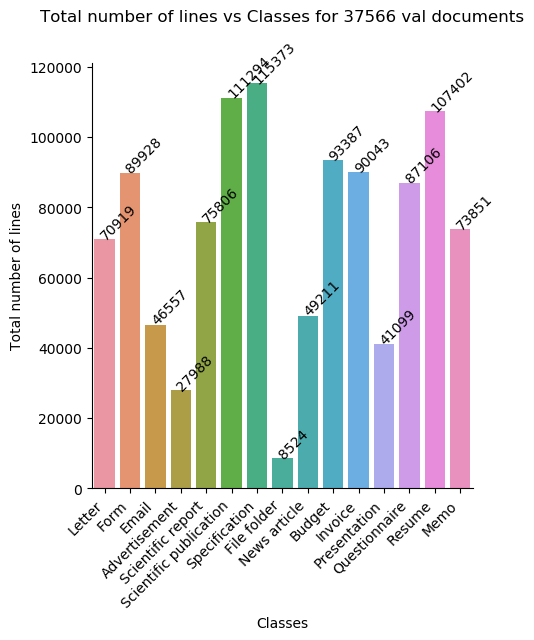 Total number of lines vs Classes for 37566 val documents
120000
100000
80000
60000
40000
20000
0
Total number of lines
70919
89928
46557
27988
75806
111294
115373
8524
49211
93387
90043
41099
87106
107402
73851
Letter
Form
Email
Advertisement
Scientific report
Scientific publication
Specification
File folder
News article
Budget
Invoice
Presentation
Questionnaire
Resume
Memo
Classes